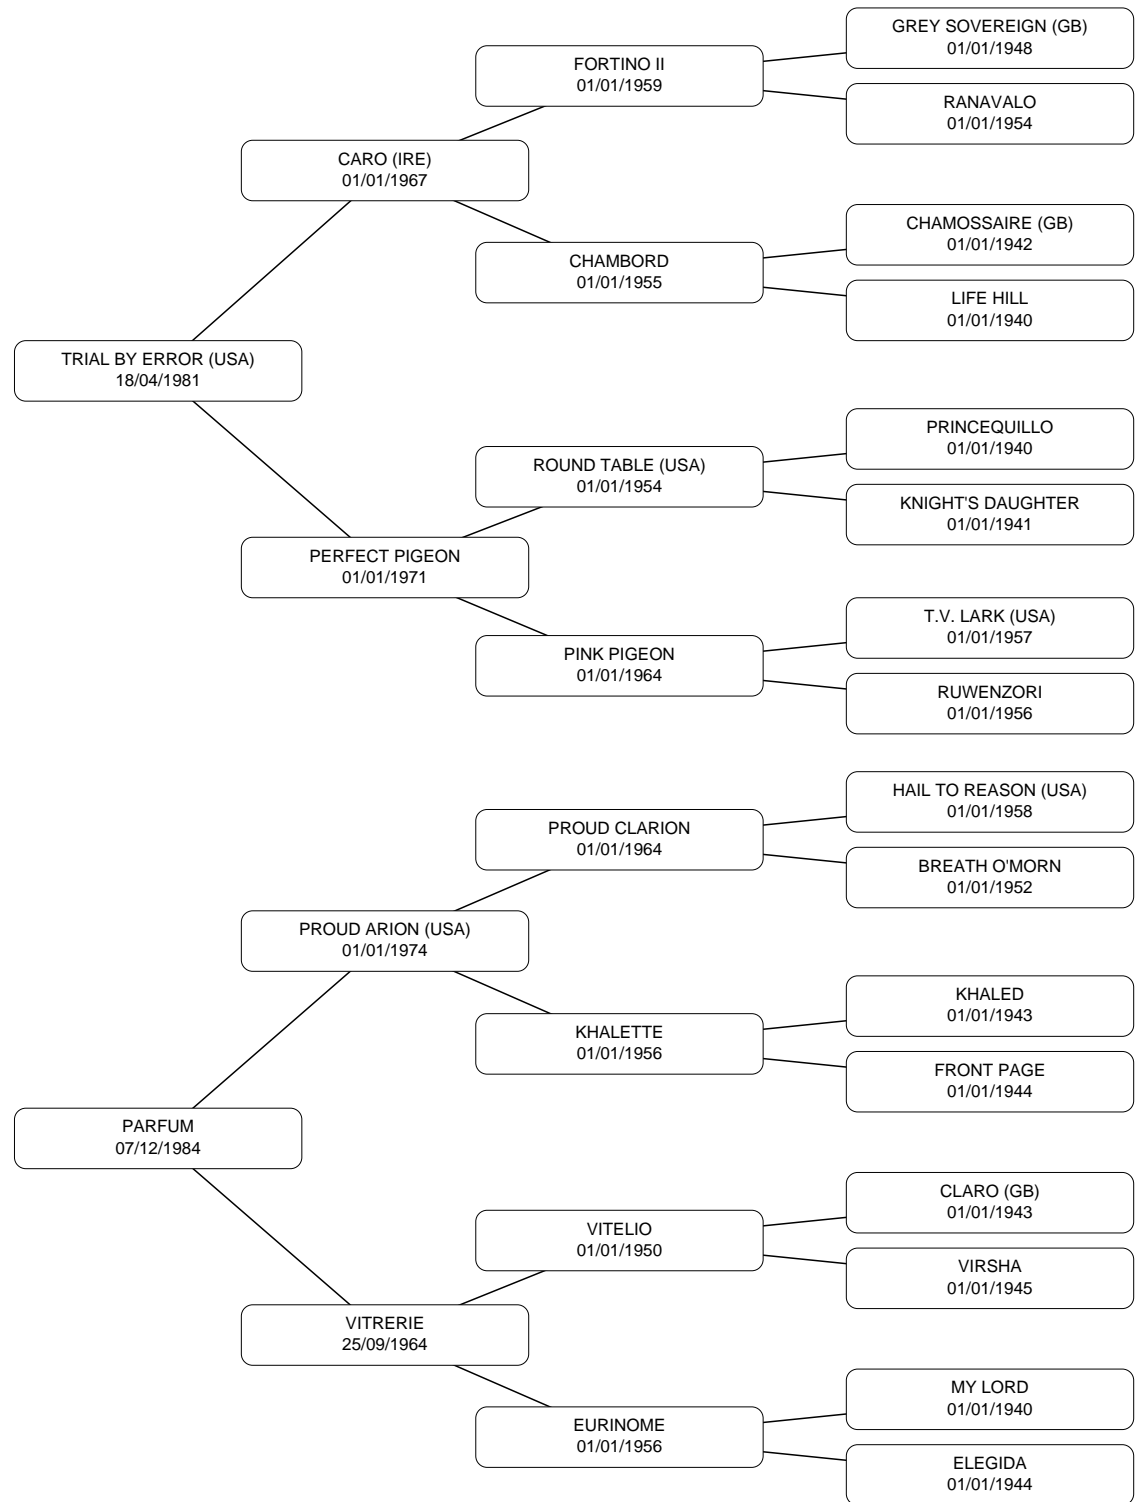 GREY SOVEREIGN (GB)
01/01/1948
FORTINO II
01/01/1959
RANAVALO
01/01/1954
CARO (IRE)
01/01/1967
CHAMOSSAIRE (GB)
01/01/1942
CHAMBORD
01/01/1955
LIFE HILL
01/01/1940
TRIAL BY ERROR (USA)
18/04/1981
PRINCEQUILLO
01/01/1940
ROUND TABLE (USA)
01/01/1954
KNIGHT'S DAUGHTER
01/01/1941
PERFECT PIGEON
01/01/1971
T.V. LARK (USA)
01/01/1957
PINK PIGEON
01/01/1964
RUWENZORI
01/01/1956
HAIL TO REASON (USA)
01/01/1958
PROUD CLARION
01/01/1964
BREATH O'MORN
01/01/1952
PROUD ARION (USA)
01/01/1974
KHALED
01/01/1943
KHALETTE
01/01/1956
FRONT PAGE
01/01/1944
PARFUM
07/12/1984
CLARO (GB)
01/01/1943
VITELIO
01/01/1950
VIRSHA
01/01/1945
VITRERIE
25/09/1964
MY LORD
01/01/1940
EURINOME
01/01/1956
ELEGIDA
01/01/1944